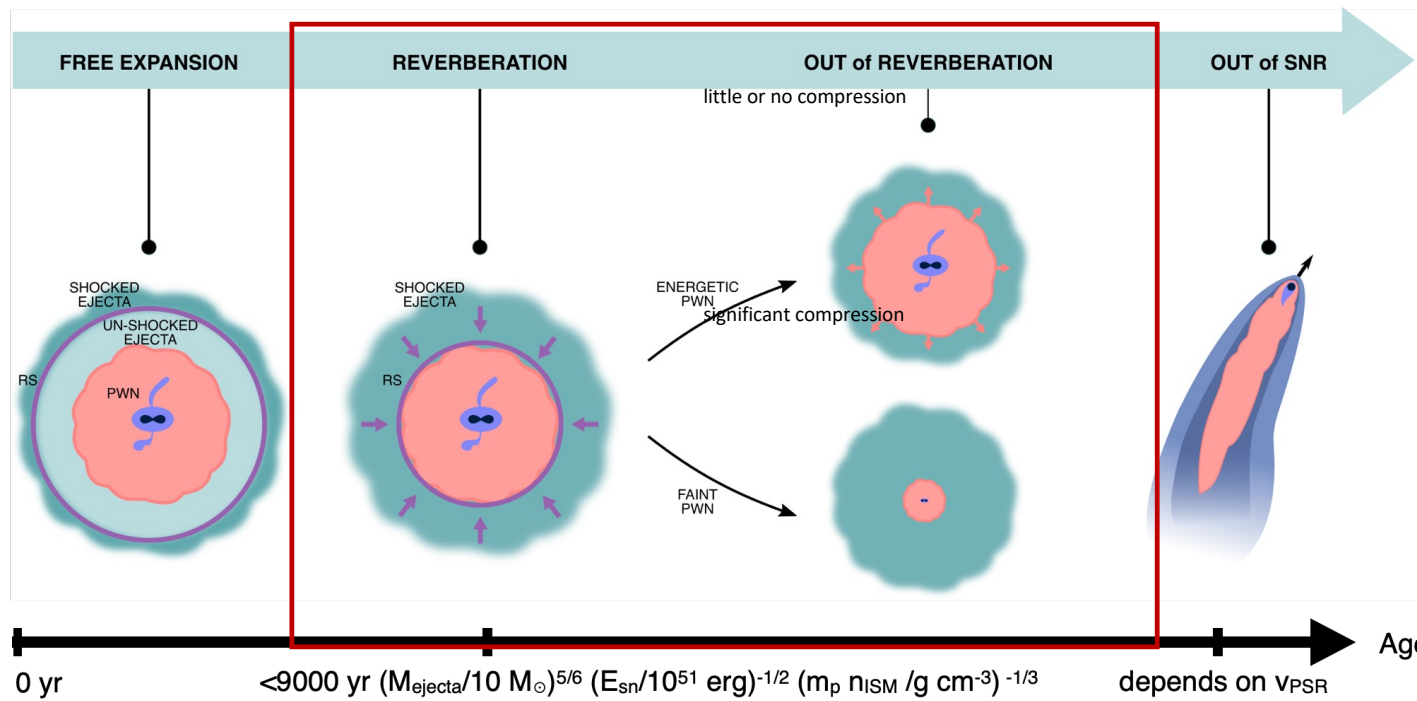 FREE EXPANSION
REVERBERATION
OUT of REVERBERATION
OUT of SNR
little or no compression
SHOCKED
EJECTA
UN-SHOCKED
EJECTA
RS
PWN
SHOCKED
EJECTA
RS
ENERGETIC
PWN
significant compression
FAINT
PWN
Age
0 yr
<9000 yr (Mejecta/10 M☉)5/6 (Esn/1051 erg)-1/2 (mp nISM /g cm-3) -1/3
depends on vPSR